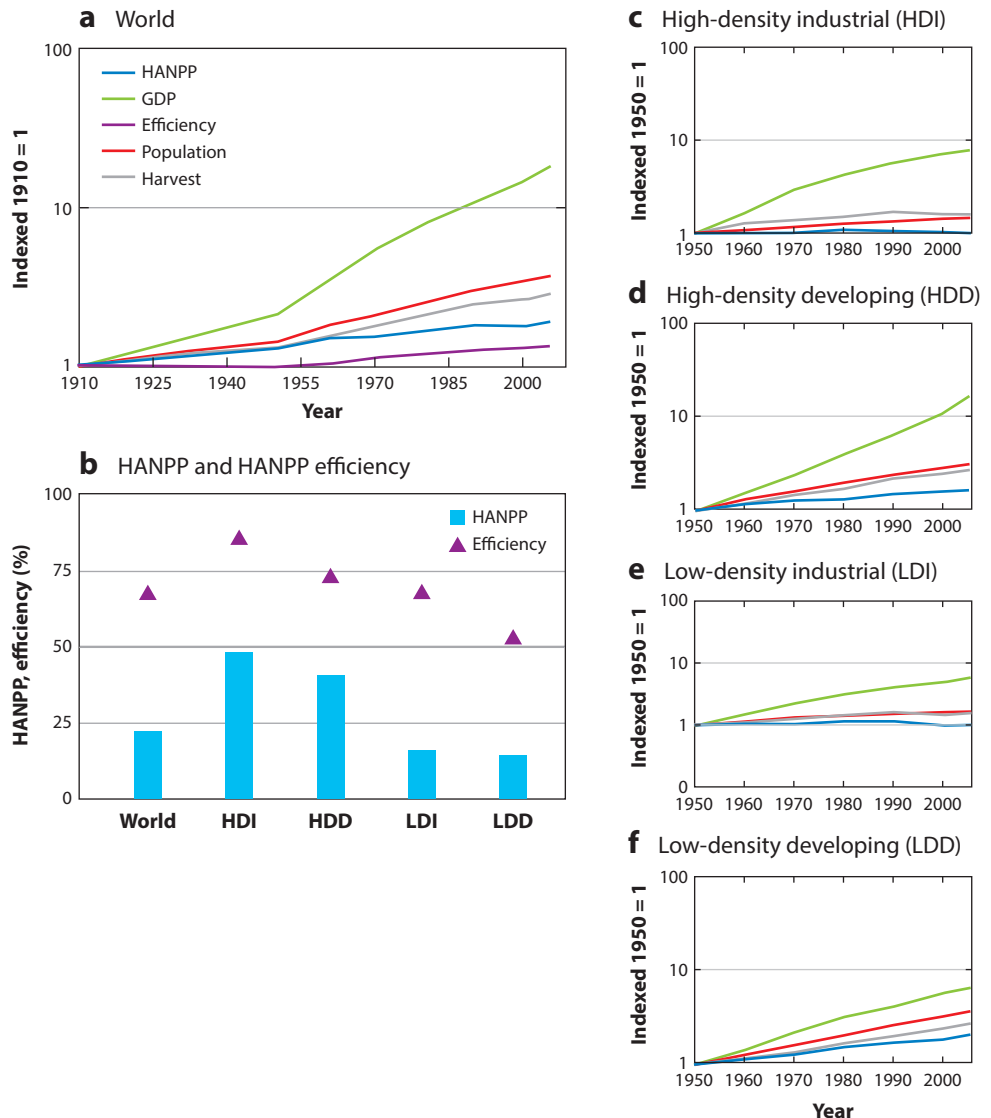 a World
100
10
1
Indexed 1910 = 1
HANPP
GDP
Efficiency
Population
Harvest
1910 1925 1940 1955 1970 1985 2000
Year
b HANPP and HANPP efficiency
100
75
50
25
0
HANPP, efficiency (%)
HANPP
Efficiency
World HDI HDD LDI LDD
c High-density industrial (HDI)
100
10
1
Indexed 1950 = 1
1950 1960 1970 1980 1990 2000
d High-density developing (HDD)
100
10
1
Indexed 1950 = 1
1950 1960 1970 1980 1990 2000
e Low-density industrial (LDI)
100
10
1
0
Indexed 1950 = 1
1950 1960 1970 1980 1990 2000
f Low-density developing (LDD)
100
10
1
Indexed 1950 = 1
1950 1960 1970 1980 1990 2000
Year